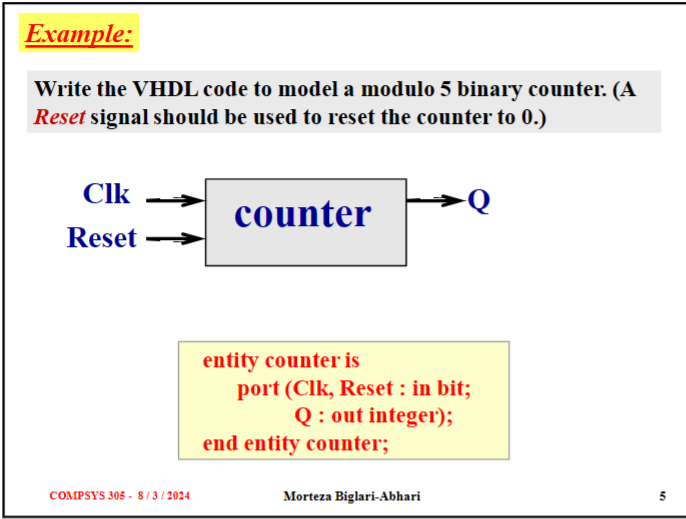 Example:
Write the VHDL code to model a modulo 5 binary counter. (A
Reset signal should be used to reset the counter to 0.)
Clk
counter
Q
Reset
entity counter is
port (Clk, Reset : in bit;
Q : out integer);
end entity counter;
COMPSYS 305 - 8 / 3 / 2024 Morteza Biglari-Abhari 5